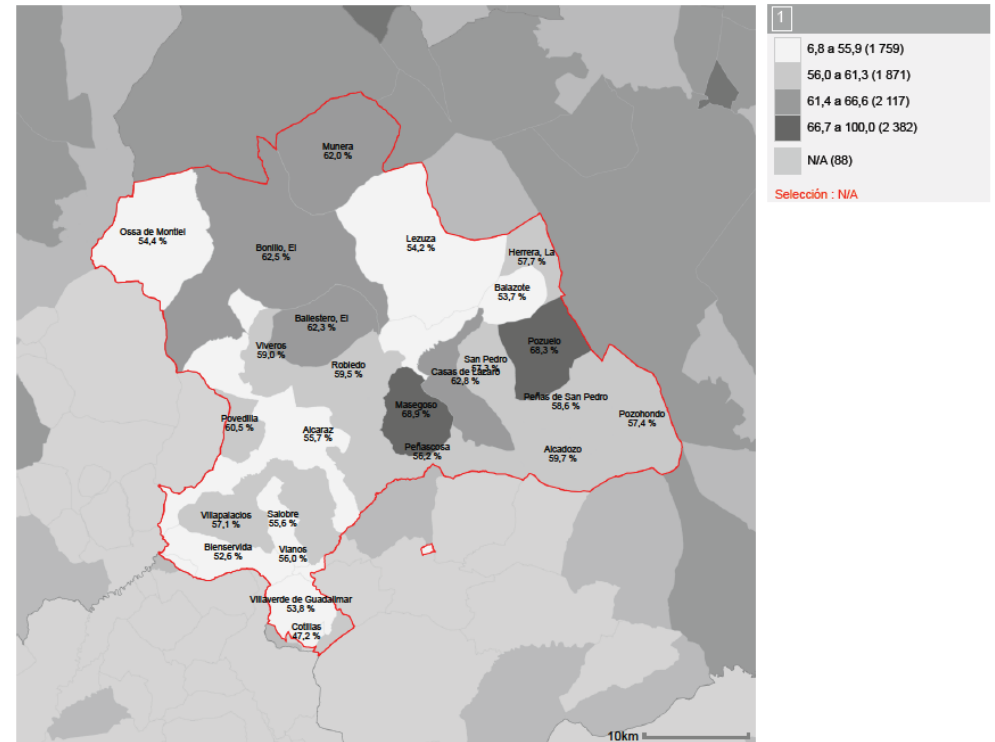 1
6,8 a 55,9 (1 759)
56,0 a 61,3 (1 871)
61,4 a 66,6 (2 117)
66,7 a 100,0 (2 382)
N/A (88)
Selección : N/A
Munera
62,0 %
Ossa de Montiel
54,4 %
Bonillo, El
62,5 %
Lezuza
54,2 %
Herrera, La
57,7 %
Balazote
53,7 %
Ballestero, El
62,3 %
Viveros
59,0 %
Robledo
59,5 %
Pozuelo
68,3 %
San Pedro
57,3 %
Casas de Lázaro
62,8 %
Masegoso
68,9 %
Peñas de San Pedro
58,6 %
Pozohondo
57,4 %
Povedilla
60,5 %
Alcaraz
55,7 %
Peñascosa
56,2 %
Alcadozo
59,7 %
Villapalacios
57,1 %
Salobre
55,6 %
Bienservida
52,6 %
Vianos
56,0 %
Villaverde de Guadalimar
53,8 %
Cotillas
47,2 %
10km